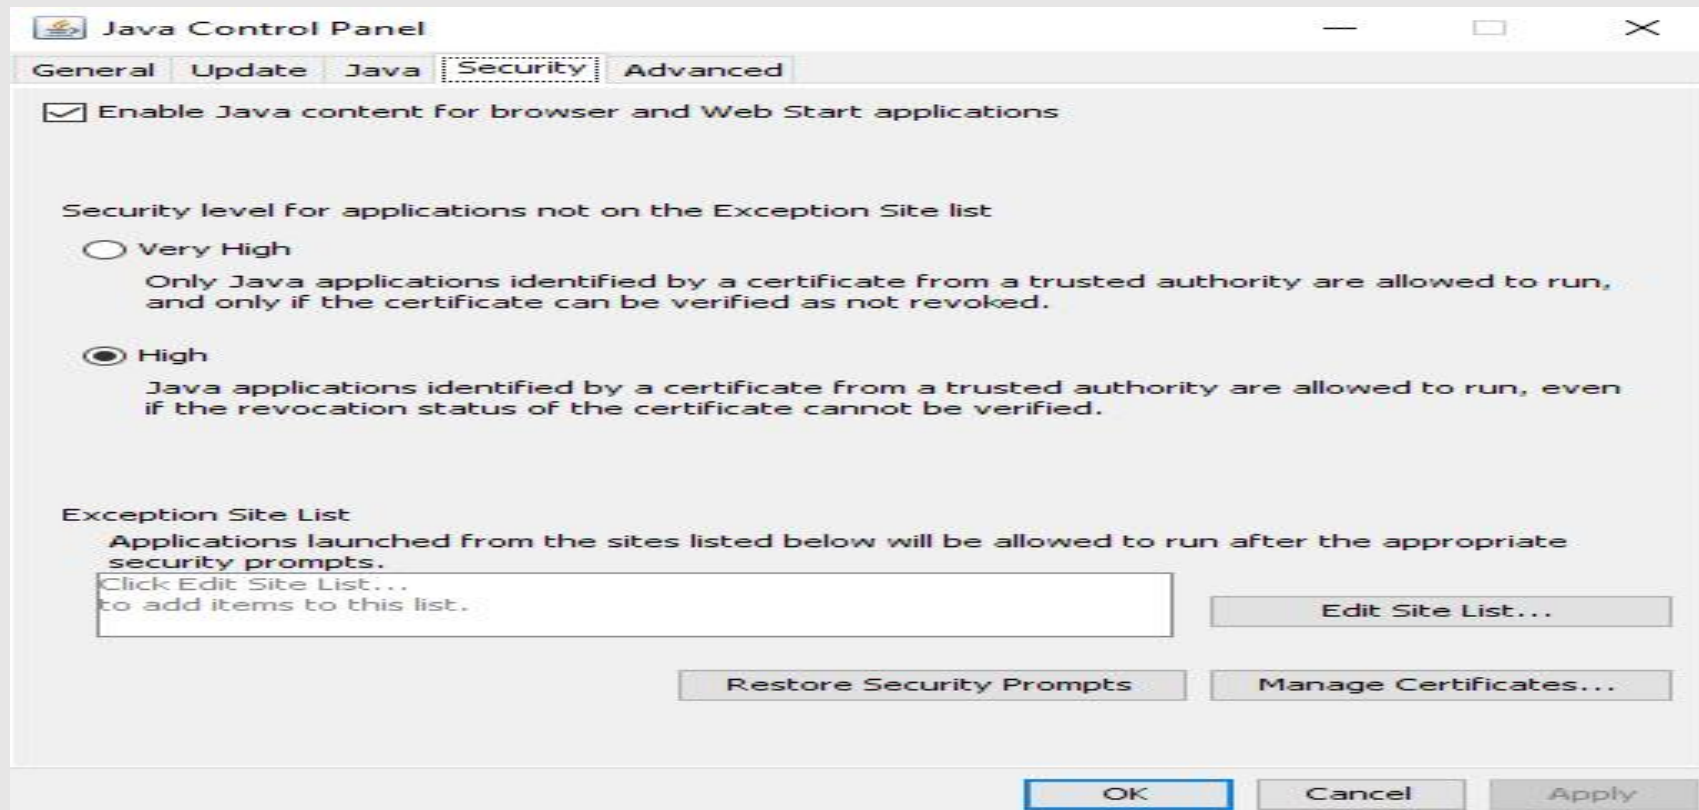 Java Control Panel
General Update Java Security Advanced
Enable Java content for browser and Web Start applications
Security level for applications not on the Exception Site list
Very High
Only Java applications identified by a certificate from a trusted authority are allowed to run,
and only if the certificate can be verified as not revoked.
High
Java applications identified by a certificate from a trusted authority are allowed to run, even
if the revocation status of the certificate cannot be verified.
Exception Site List
Applications launched from the sites listed below will be allowed to run after the appropriate
security prompts.
Click Edit Site List...
to add items to this list.
Edit Site List...
Restore Security Prompts Manage Certificates...
OK Cancel Apply